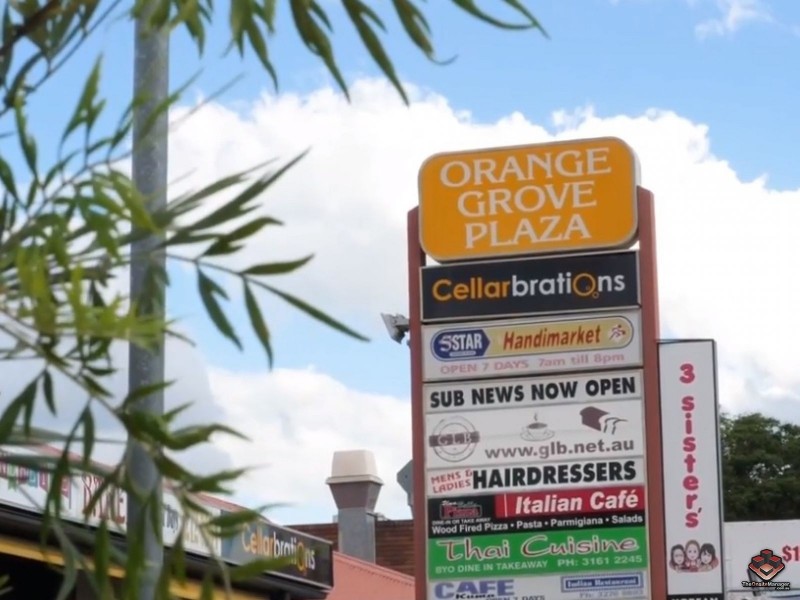 ORANGE
GROVE
PLAZA
Cellarbrations
5STAR Handimarket
OPEN 7 DAYS 7am till 8pm
SUB NEWS NOW OPEN
GLB
www.glb.net.au
MENS & LADIES HAIRDRESSERS
Pizza Italian Café
DINE-IN OR TAKE AWAY
Wood Fired Pizza • Pasta • Parmigiana • Salads
Thai Cuisine
BYO DINE IN TAKEAWAY PH: 3161 2245
CAFE
Indian Restaurant
3 sister's
Cellarbrations
TheOnsiteManager